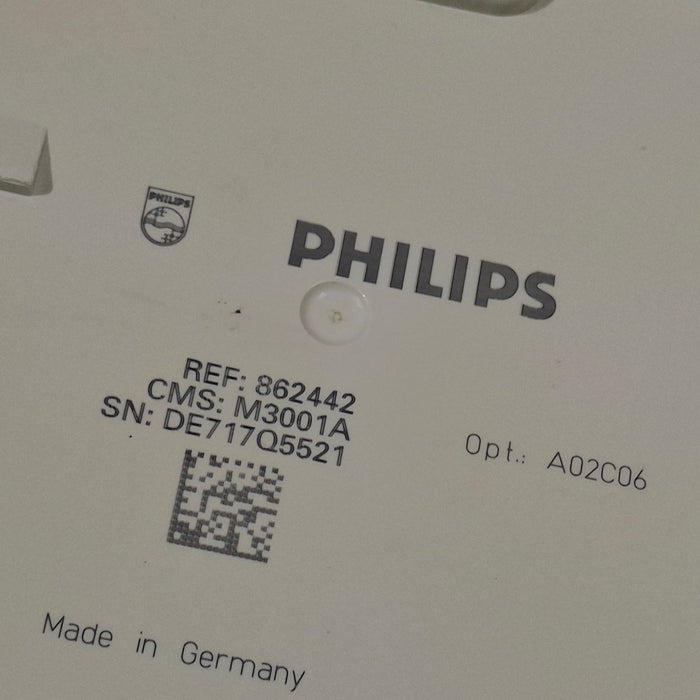 PHILIPS
PHILIPS
REF: 862442
CMS: M3001A
SN: DE717Q5521
Opt.: A02C06
Made in Germany